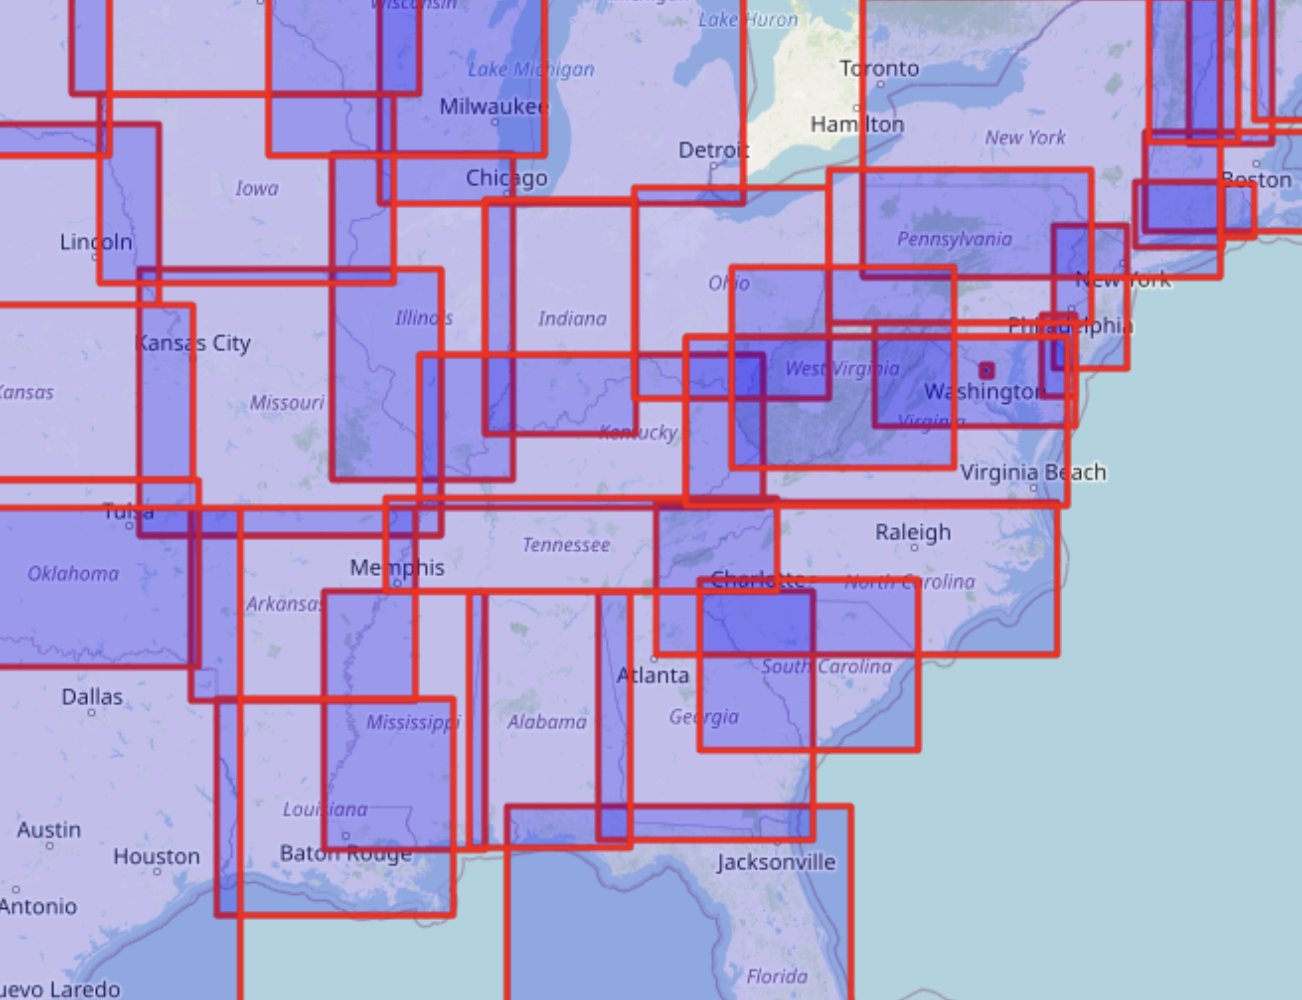 Wisconsin
Lake Huron
Lake Michigan
Toronto
Milwaukee
Hamilton
New York
Detroit
Chicago
Boston
Iowa
Lincoln
Pennsylvania
New York
Ohio
Illinois
Indiana
Philadelphia
Kansas City
West Virginia
Washington
Kansas
Missouri
Virginia
Kentucky
Virginia Beach
Tulsa
Raleigh
Tennessee
Memphis
Oklahoma
Charlotte
North Carolina
Arkansas
South Carolina
Atlanta
Dallas
Mississippi
Alabama
Georgia
Louisiana
Austin
Houston
Baton Rouge
Jacksonville
Antonio
Florida
uevo Laredo